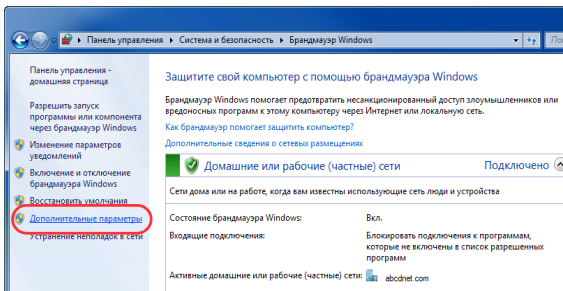 Панель управления ▸ Система и безопасность ▸ Брандмауэр Windows
Панель управления -
домашняя страница
Разрешить запуск
программы или компонента
через брандмауэр Windows
Изменение параметров
уведомлений
Включение и отключение
брандмауэра Windows
Восстановить умолчания
Дополнительные параметры
Устранение неполадок в сети
Защитите свой компьютер с помощью брандмауэра Windows
Брандмауэр Windows помогает предотвратить несанкционированный доступ злоумышленников или
вредоносных программ к этому компьютеру через Интернет или локальную сеть.
Как брандмауэр помогает защитить компьютер?
Дополнительные сведения о сетевых размещениях
Домашние или рабочие (частные) сети Подключено
Сети дома или на работе, когда вам известны использующие сеть люди и устройства
Состояние брандмауэра Windows: Вкл.
Входящие подключения: Блокировать подключения к программам,
которые не включены в список разрешенных
программ
Активные домашние или рабочие (частные) сети: abcdnet.com